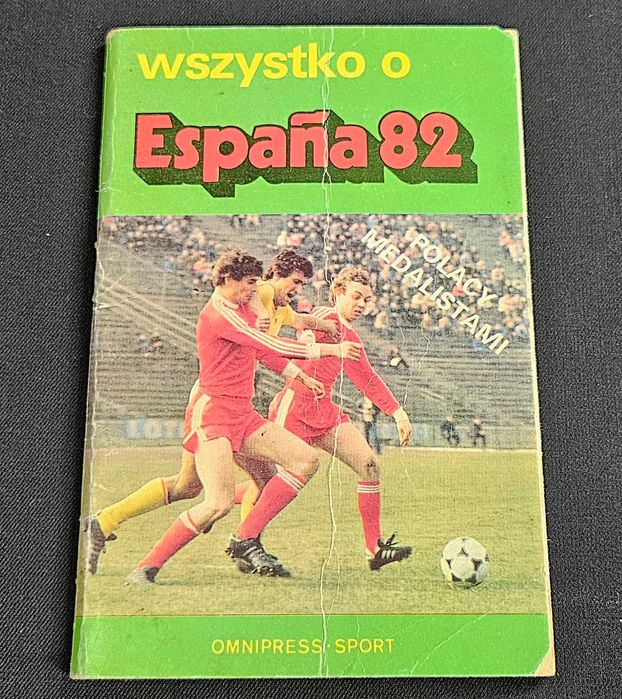 wszystko o
España 82
POLACY
MEDALISTAMI
OMNIPRESS·SPORT